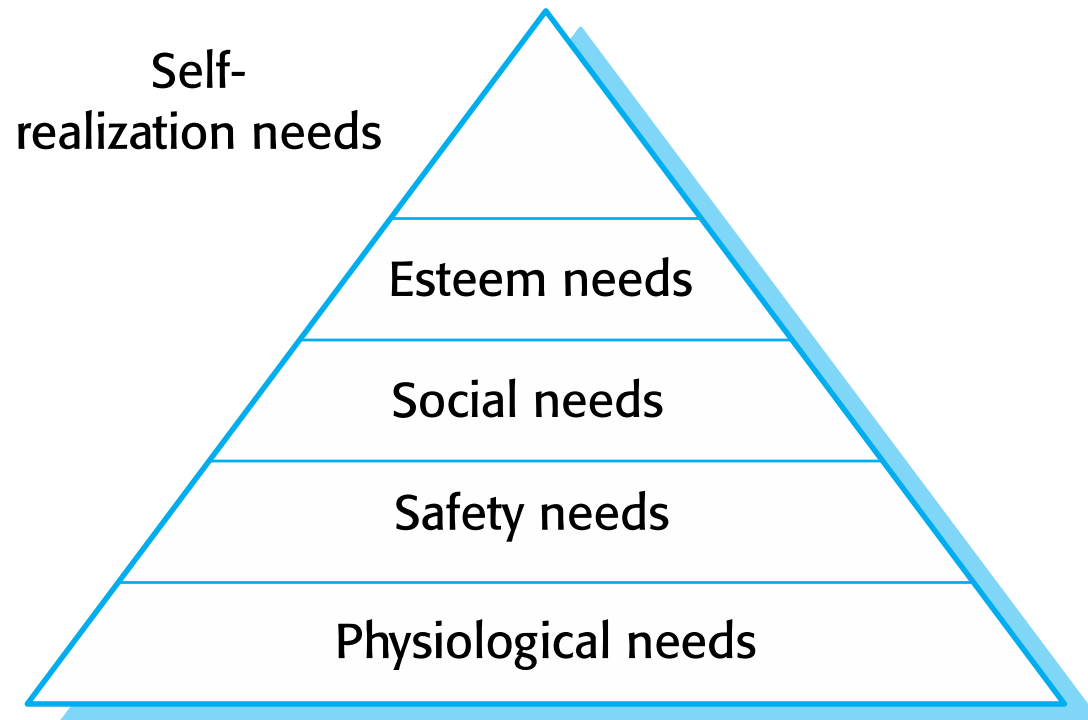 Self-
realization needs
Esteem needs
Social needs
Safety needs
Physiological needs